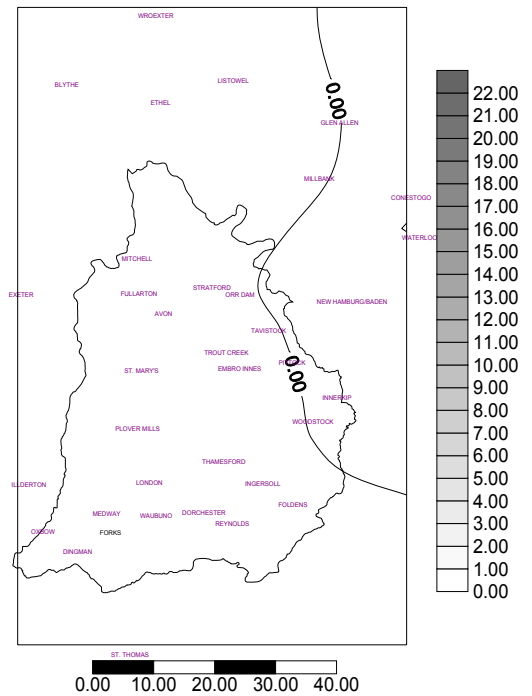 WROEXTER
BLYTHE
LISTOWEL
ETHEL
0.00
GLEN ALLEN
MILLBANK
CONESTOGO
WATERLOO
MITCHELL
EXETER
FULLARTON
STRATFORD
ORR DAM
NEW HAMBURG/BADEN
AVON
TAVISTOCK
TROUT CREEK
0.00
ST. MARY'S
EMBRO INNES
INNERKIP
WOODSTOCK
PLOVER MILLS
THAMESFORD
ILLDERTON
LONDON
INGERSOLL
FOLDENS
MEDWAY
WAUBUNO
DORCHESTER
REYNOLDS
OXBOW
FORKS
DINGMAN
ST. THOMAS
0.00 10.00 20.00 30.00 40.00
22.00
21.00
20.00
19.00
18.00
17.00
16.00
15.00
14.00
13.00
12.00
11.00
10.00
9.00
8.00
7.00
6.00
5.00
4.00
3.00
2.00
1.00
0.00